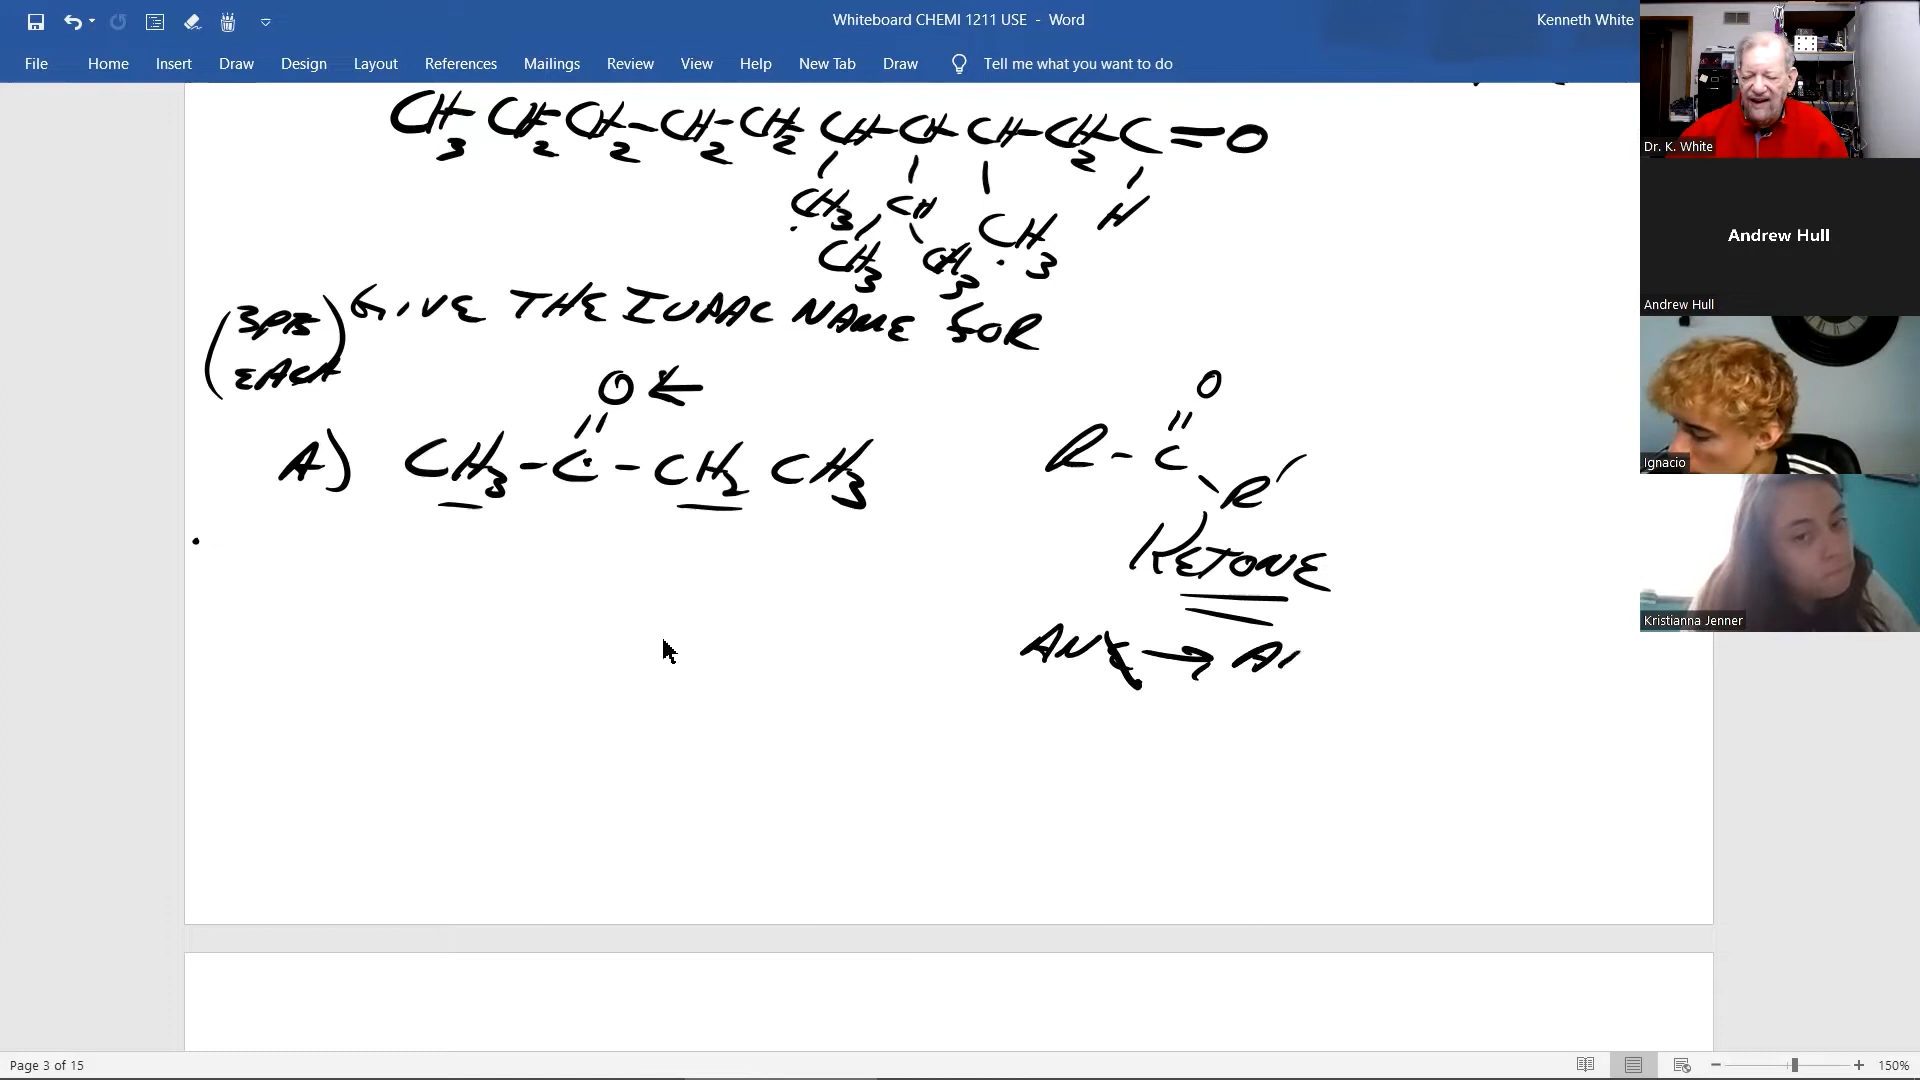 Whiteboard CHEMI 1211 USE - Word
Kenneth White
File Home Insert Draw Design Layout References Mailings Review View Help New Tab Draw Tell me what you want to do
CH3 CH2 CH2-CH2-CH2 CH-CH-CH-CH2-C=O
CH3 CH CH3 H
CH3 CH3
(3PTS EACH) GIVE THE IUPAC NAME FOR
O ← O
A) CH3-C-CH2 CH3 R-C
R'
KETONE
ANE → AN
Dr. K. White
Andrew Hull
Andrew Hull
Ignacio
Kristianna Jenner
Page 3 of 15
150%